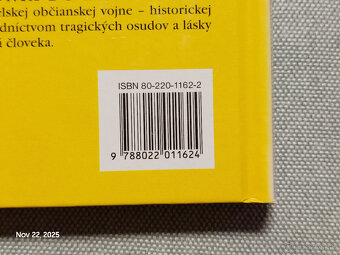 elskej občianskej vojne – historickej
dníctvom tragických osudov a lásky
človeka.
ISBN 80-220-1162-2
9 788022 011624
Nov 22, 2025